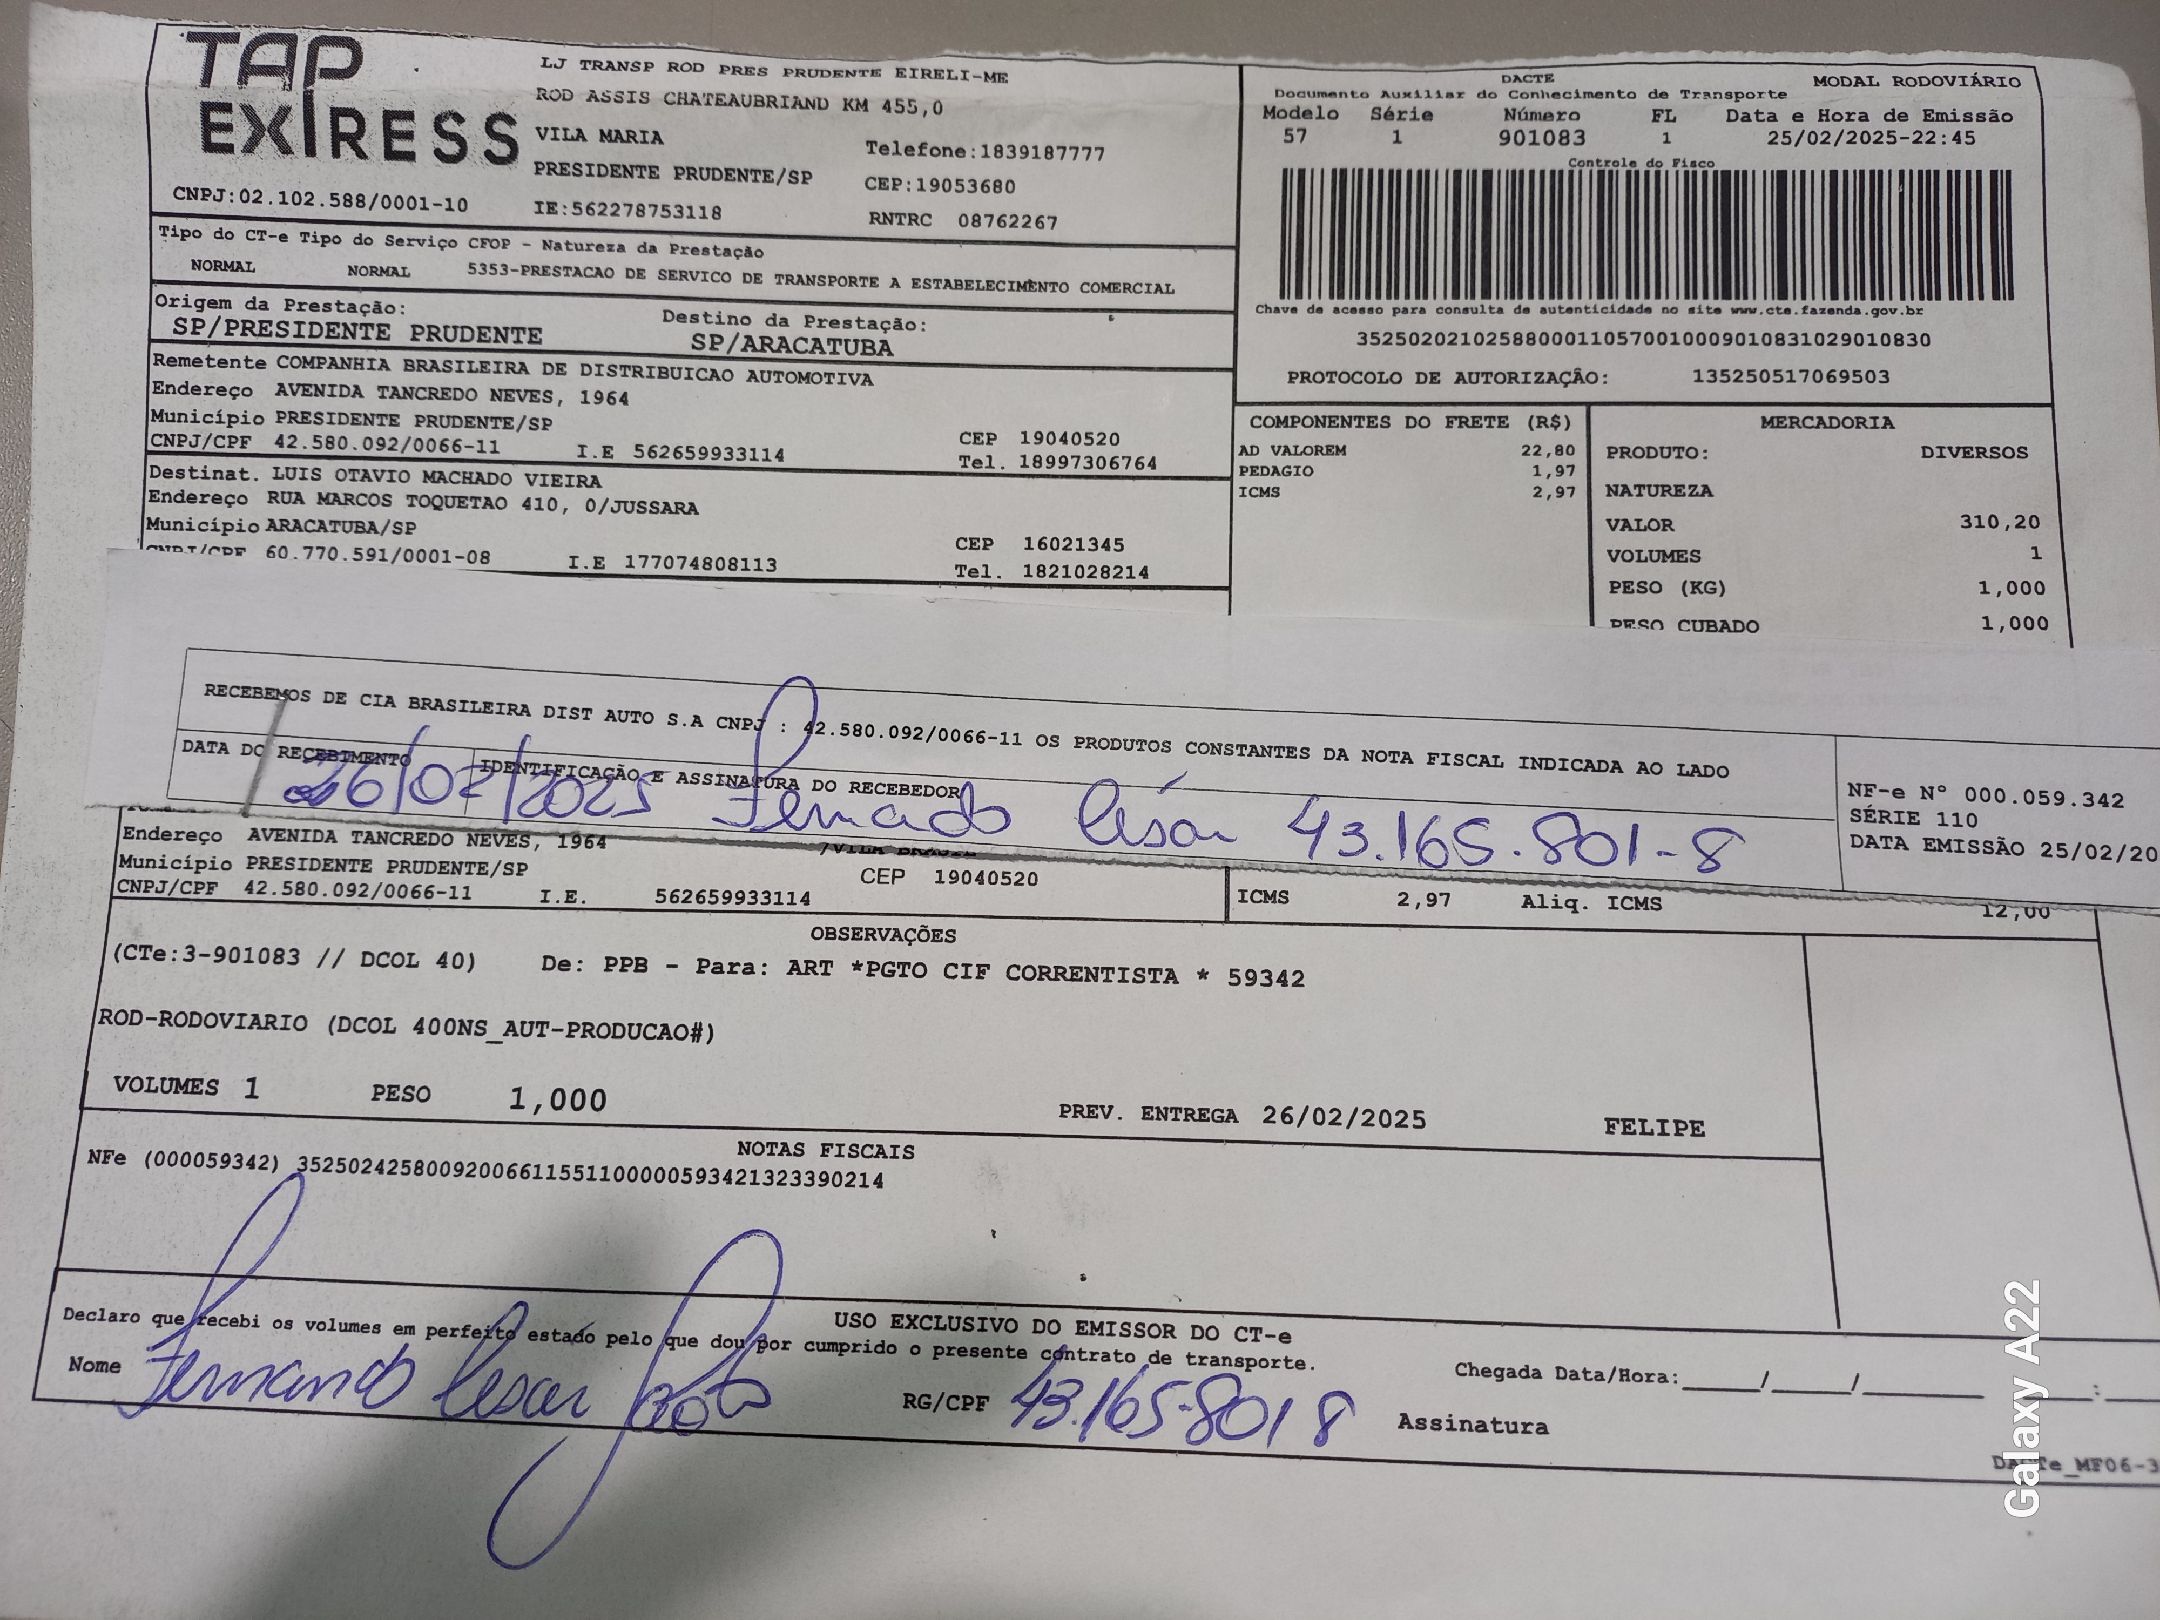 TAP
EXPRESS
CNPJ:02.102.588/0001-10
LJ TRANSP ROD PRES PRUDENTE EIRELI-ME
ROD ASSIS CHATEAUBRIAND KM 455,0
VILA MARIA
Telefone:1839187777
PRESIDENTE PRUDENTE/SP
CEP:19053680
IE:562278753118
RNTRC 08762267
DACTE
MODAL RODOVIÁRIO
Documento Auxiliar do Conhecimento de Transporte
Modelo Série Número FL Data e Hora de Emissão
57 1 901083 1 25/02/2025-22:45
Controle do Fisco
Chave de acesso para consulta de autenticidade no site www.cte.fazenda.gov.br
35250202102588000110570010009010831029010830
PROTOCOLO DE AUTORIZAÇÃO: 135250517069503
Tipo do CT-e Tipo do Serviço CFOP - Natureza da Prestação
NORMAL NORMAL 5353-PRESTACAO DE SERVICO DE TRANSPORTE A ESTABELECIMENTO COMERCIAL
Origem da Prestação: Destino da Prestação:
SP/PRESIDENTE PRUDENTE SP/ARACATUBA
Remetente COMPANHIA BRASILEIRA DE DISTRIBUICAO AUTOMOTIVA
Endereço AVENIDA TANCREDO NEVES, 1964
Município PRESIDENTE PRUDENTE/SP CEP 19040520
CNPJ/CPF 42.580.092/0066-11 I.E 562659933114 Tel. 18997306764
Destinat. LUIS OTAVIO MACHADO VIEIRA
Endereço RUA MARCOS TOQUETAO 410, 0/JUSSARA
Município ARACATUBA/SP CEP 16021345
CNPJ/CPF 60.770.591/0001-08 I.E 177074808113 Tel. 1821028214
COMPONENTES DO FRETE (R$)
AD VALOREM 22,80
PEDAGIO 1,97
ICMS 2,97
MERCADORIA
PRODUTO: DIVERSOS
NATUREZA
VALOR 310,20
VOLUMES 1
PESO (KG) 1,000
PESO CUBADO 1,000
RECEBEMOS DE CIA BRASILEIRA DIST AUTO S.A CNPJ : 42.580.092/0066-11 OS PRODUTOS CONSTANTES DA NOTA FISCAL INDICADA AO LADO
DATA DO RECEBIMENTO IDENTIFICAÇÃO E ASSINATURA DO RECEBEDOR
26/02/2025 Fernado César 43.165.801-8
NF-e Nº 000.059.342
SÉRIE 110
DATA EMISSÃO 25/02/20
Endereço AVENIDA TANCREDO NEVES, 1964 /VILA BRASIL
Município PRESIDENTE PRUDENTE/SP CEP 19040520
CNPJ/CPF 42.580.092/0066-11 I.E. 562659933114
ICMS 2,97 Aliq. ICMS 12,00
OBSERVAÇÕES
(CTe:3-901083 // DCOL 40) De: PPB - Para: ART *PGTO CIF CORRENTISTA * 59342
ROD-RODOVIARIO (DCOL 400NS_AUT-PRODUCAO#)
VOLUMES 1 PESO 1,000 PREV. ENTREGA 26/02/2025 FELIPE
NOTAS FISCAIS
NFe (000059342) 35250242580092006611551100000593421323390214
USO EXCLUSIVO DO EMISSOR DO CT-e
Declaro que recebi os volumes em perfeito estado pelo que dou por cumprido o presente contrato de transporte.
Nome Fernando Cesar RG/CPF 43.165.801 8 Assinatura
Chegada Data/Hora:____/____/______ :
Galaxy A22